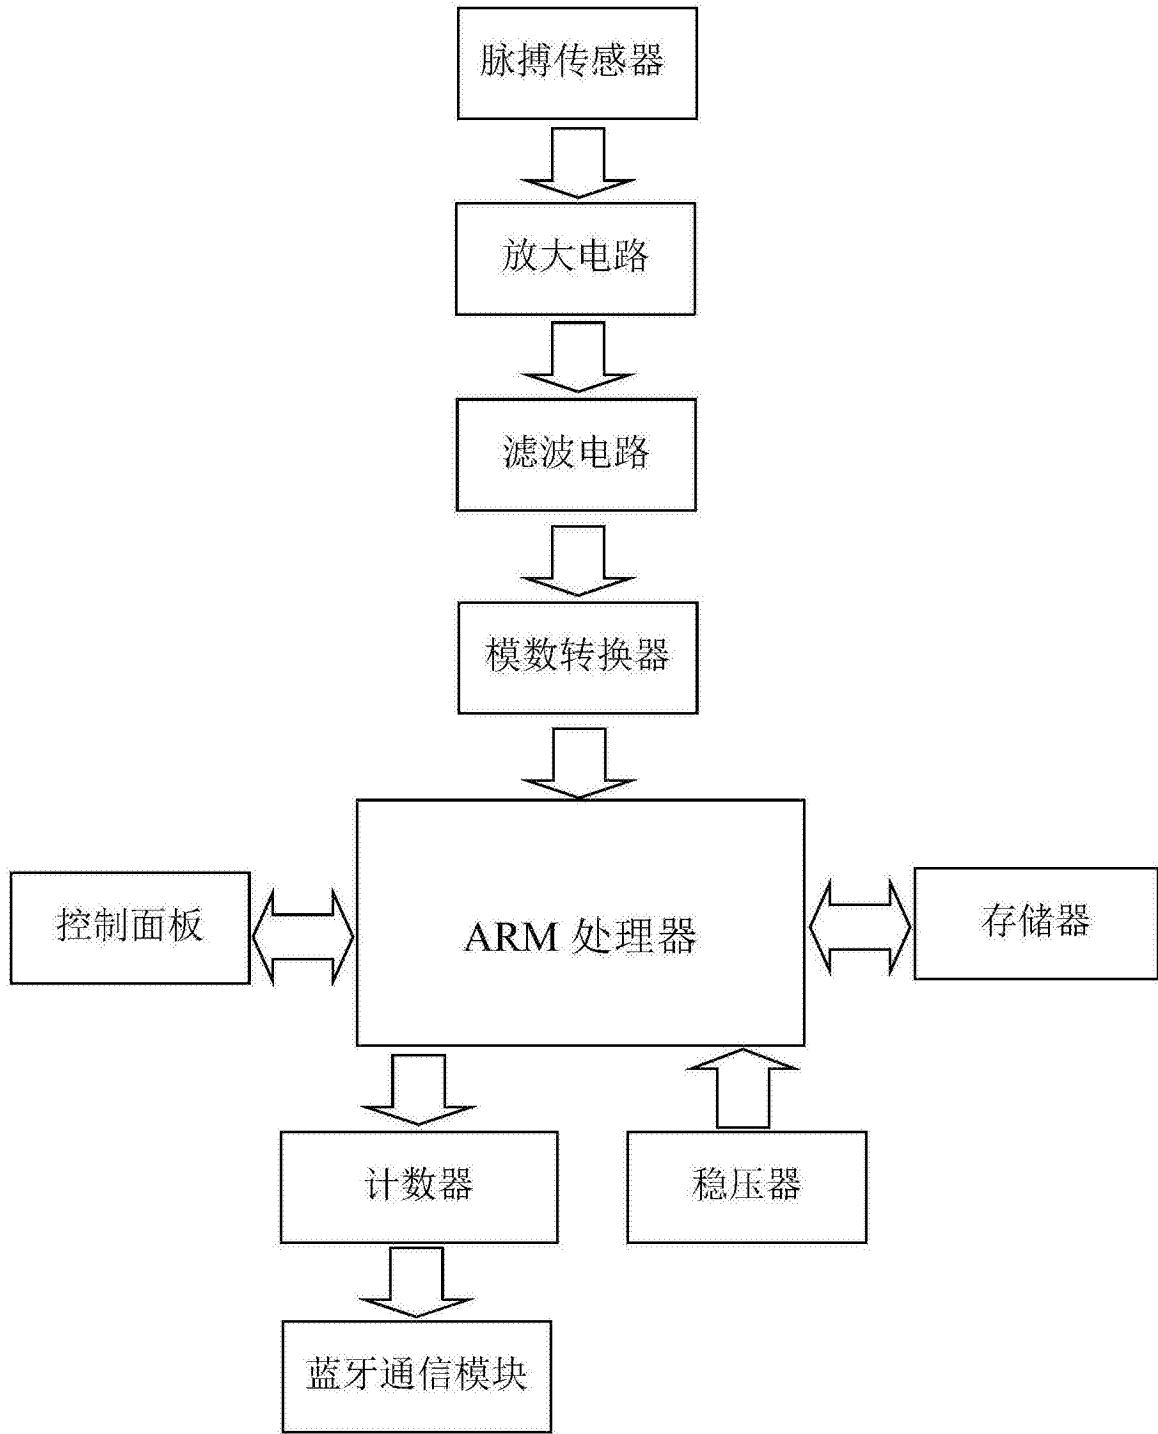 脉搏传感器
放大电路
滤波电路
模数转换器
控制面板
ARM 处理器
存储器
计数器
稳压器
蓝牙通信模块